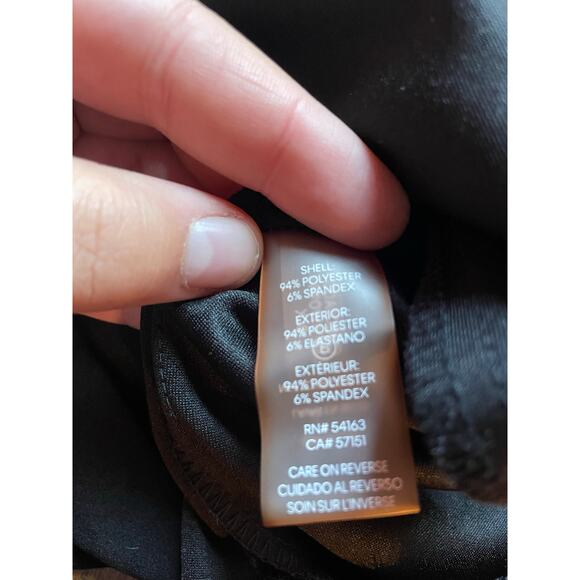 SHELL:
94% POLYESTER
6% SPANDEX
EXTERIOR:
94% POLIESTER
6% ELASTANO
EXTÉRIEUR:
94% POLYESTER
6% SPANDEX
RN# 54163
CA# 57151
CARE ON REVERSE
CUIDADO AL REVERSO
SOIN SUR L'INVERSE